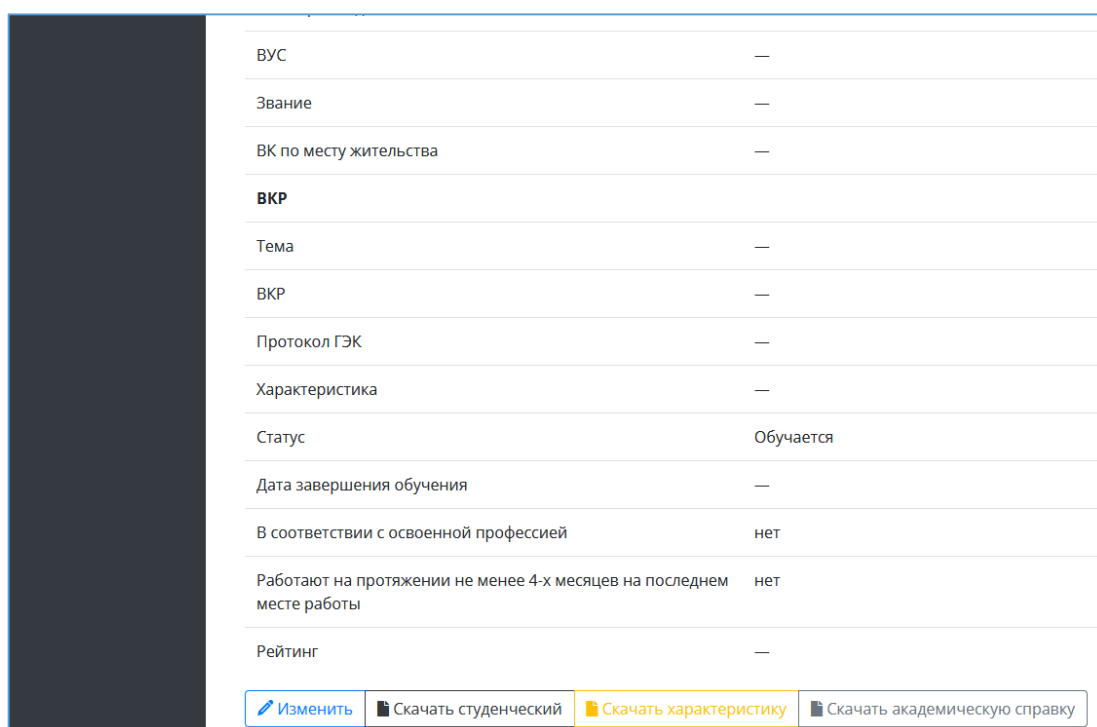 ВУС —
Звание —
ВК по месту жительства —
ВКР
Тема —
ВКР —
Протокол ГЭК —
Характеристика —
Статус Обучается
Дата завершения обучения —
В соответствии с освоенной профессией нет
Работают на протяжении не менее 4-х месяцев на последнем нет
месте работы
Рейтинг —
Изменить Скачать студенческий Скачать характеристику Скачать академическую справку